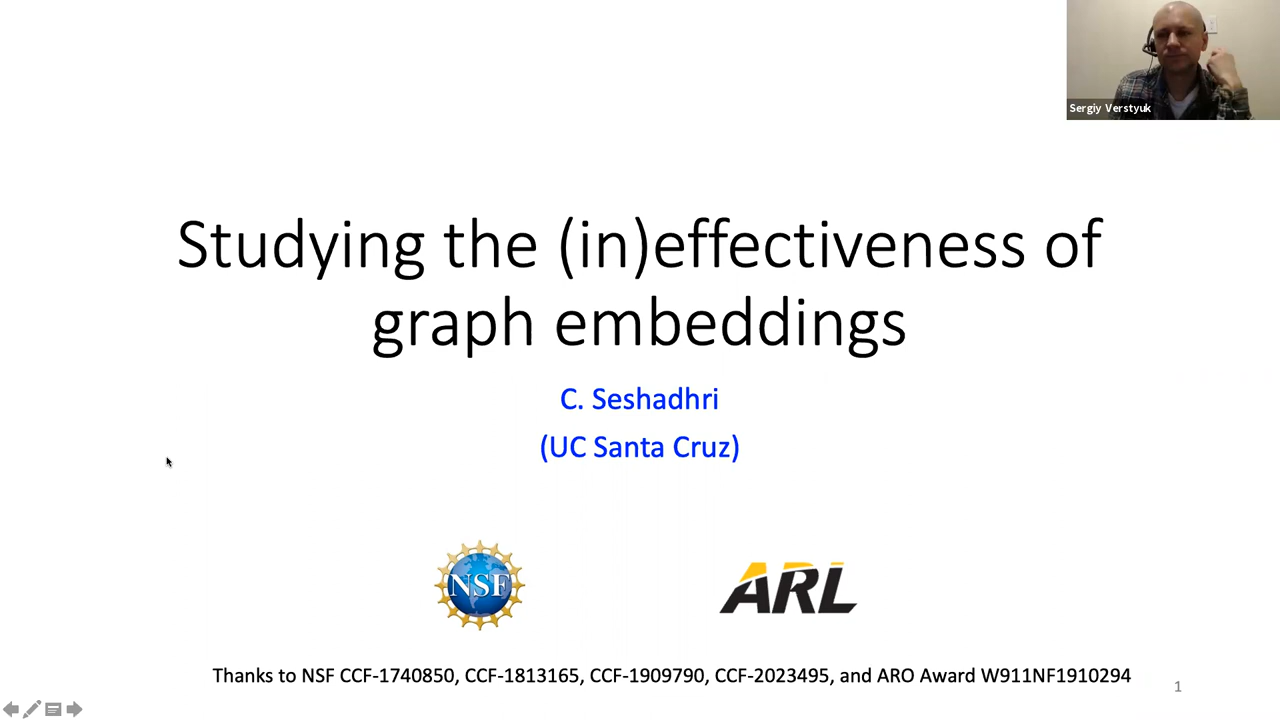 Sergiy Verstyuk
Studying the (in)effectiveness of
graph embeddings
C. Seshadhri
(UC Santa Cruz)
NSF
ARL
Thanks to NSF CCF-1740850, CCF-1813165, CCF-1909790, CCF-2023495, and ARO Award W911NF1910294
1